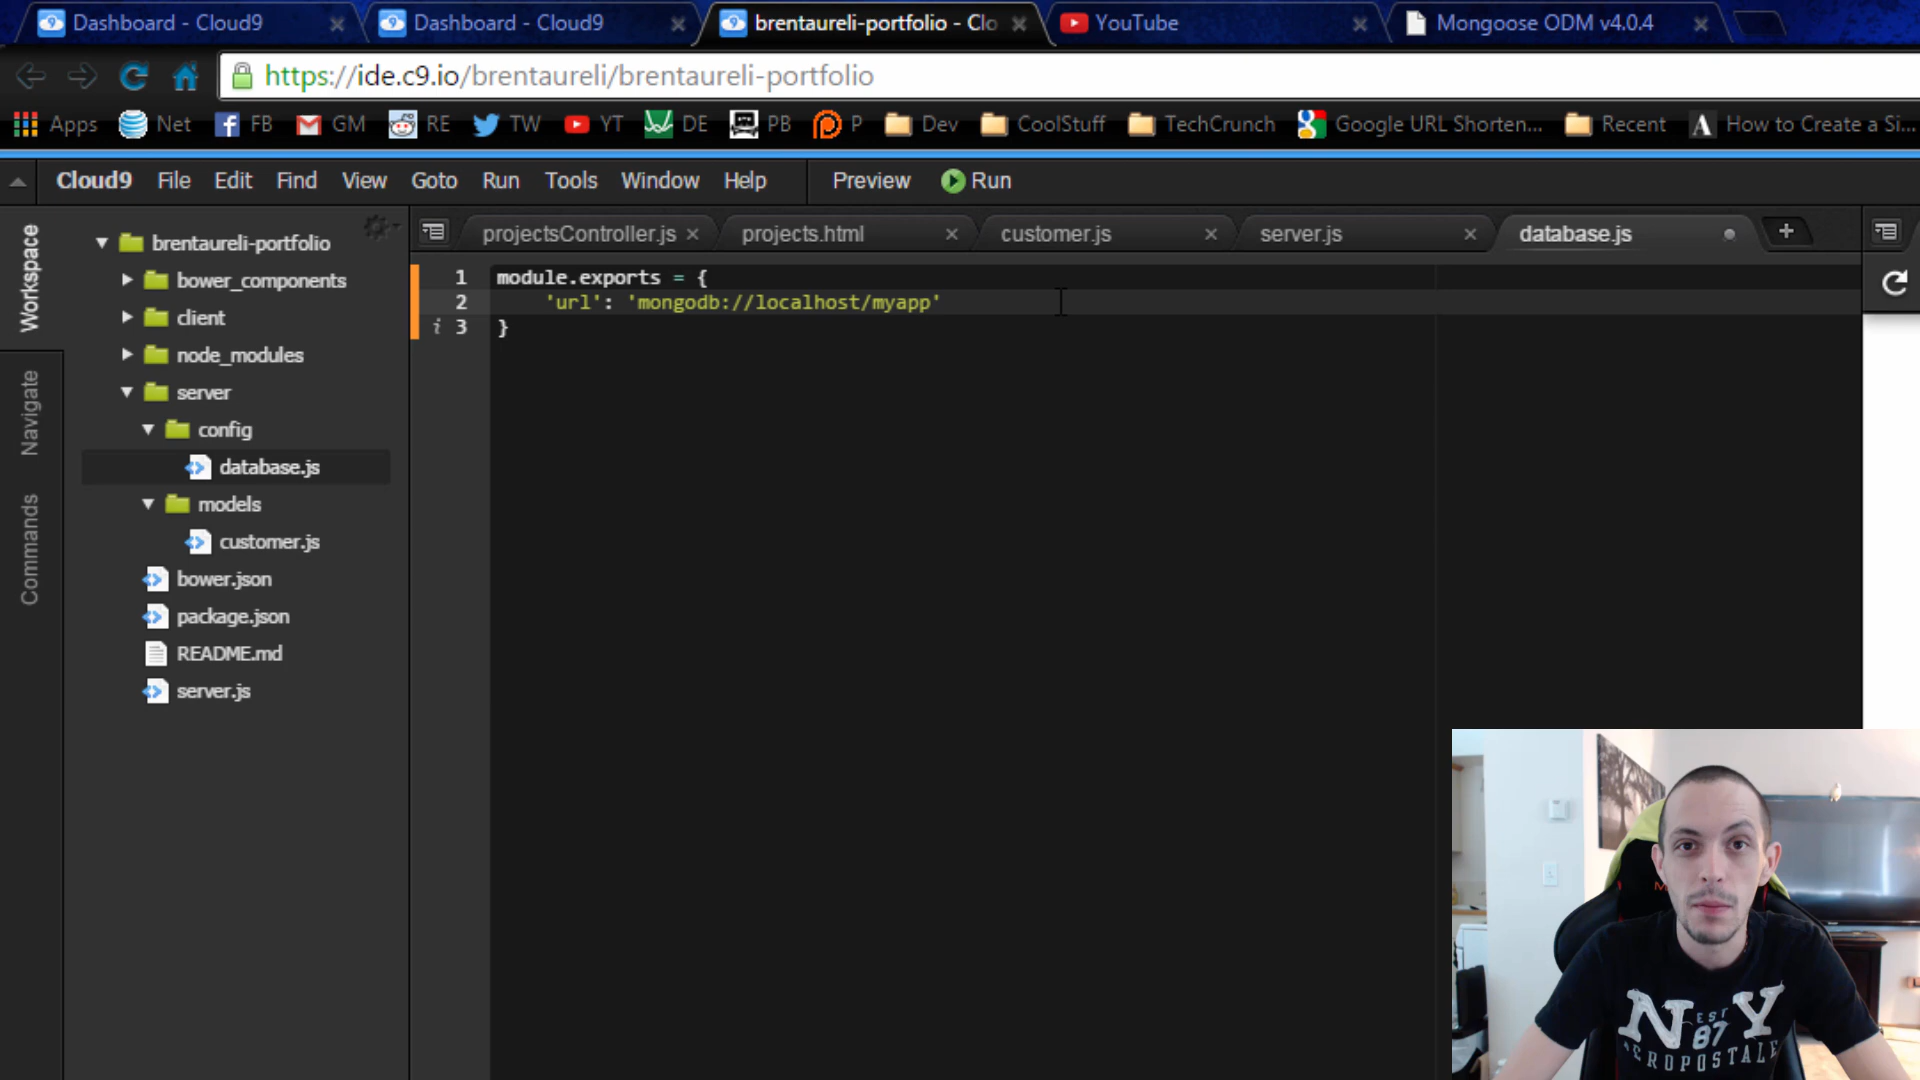 Dashboard - Cloud9
Dashboard - Cloud9
brentaureli-portfolio - Clo
YouTube
Mongoose ODM v4.0.4
https://ide.c9.io/brentaureli/brentaureli-portfolio
Apps Net FB GM RE TW YT DE PB P Dev CoolStuff TechCrunch Google URL Shorten... Recent How to Create a Si...
Cloud9 File Edit Find View Goto Run Tools Window Help Preview Run
projectsController.js projects.html customer.js server.js database.js
Workspace
Navigate
Commands
brentaureli-portfolio
bower_components
client
node_modules
server
config
database.js
models
customer.js
bower.json
package.json
README.md
server.js
1 module.exports = {
2 'url': 'mongodb://localhost/myapp'
i 3 }
NY
EST
87
AEROPOSTALE